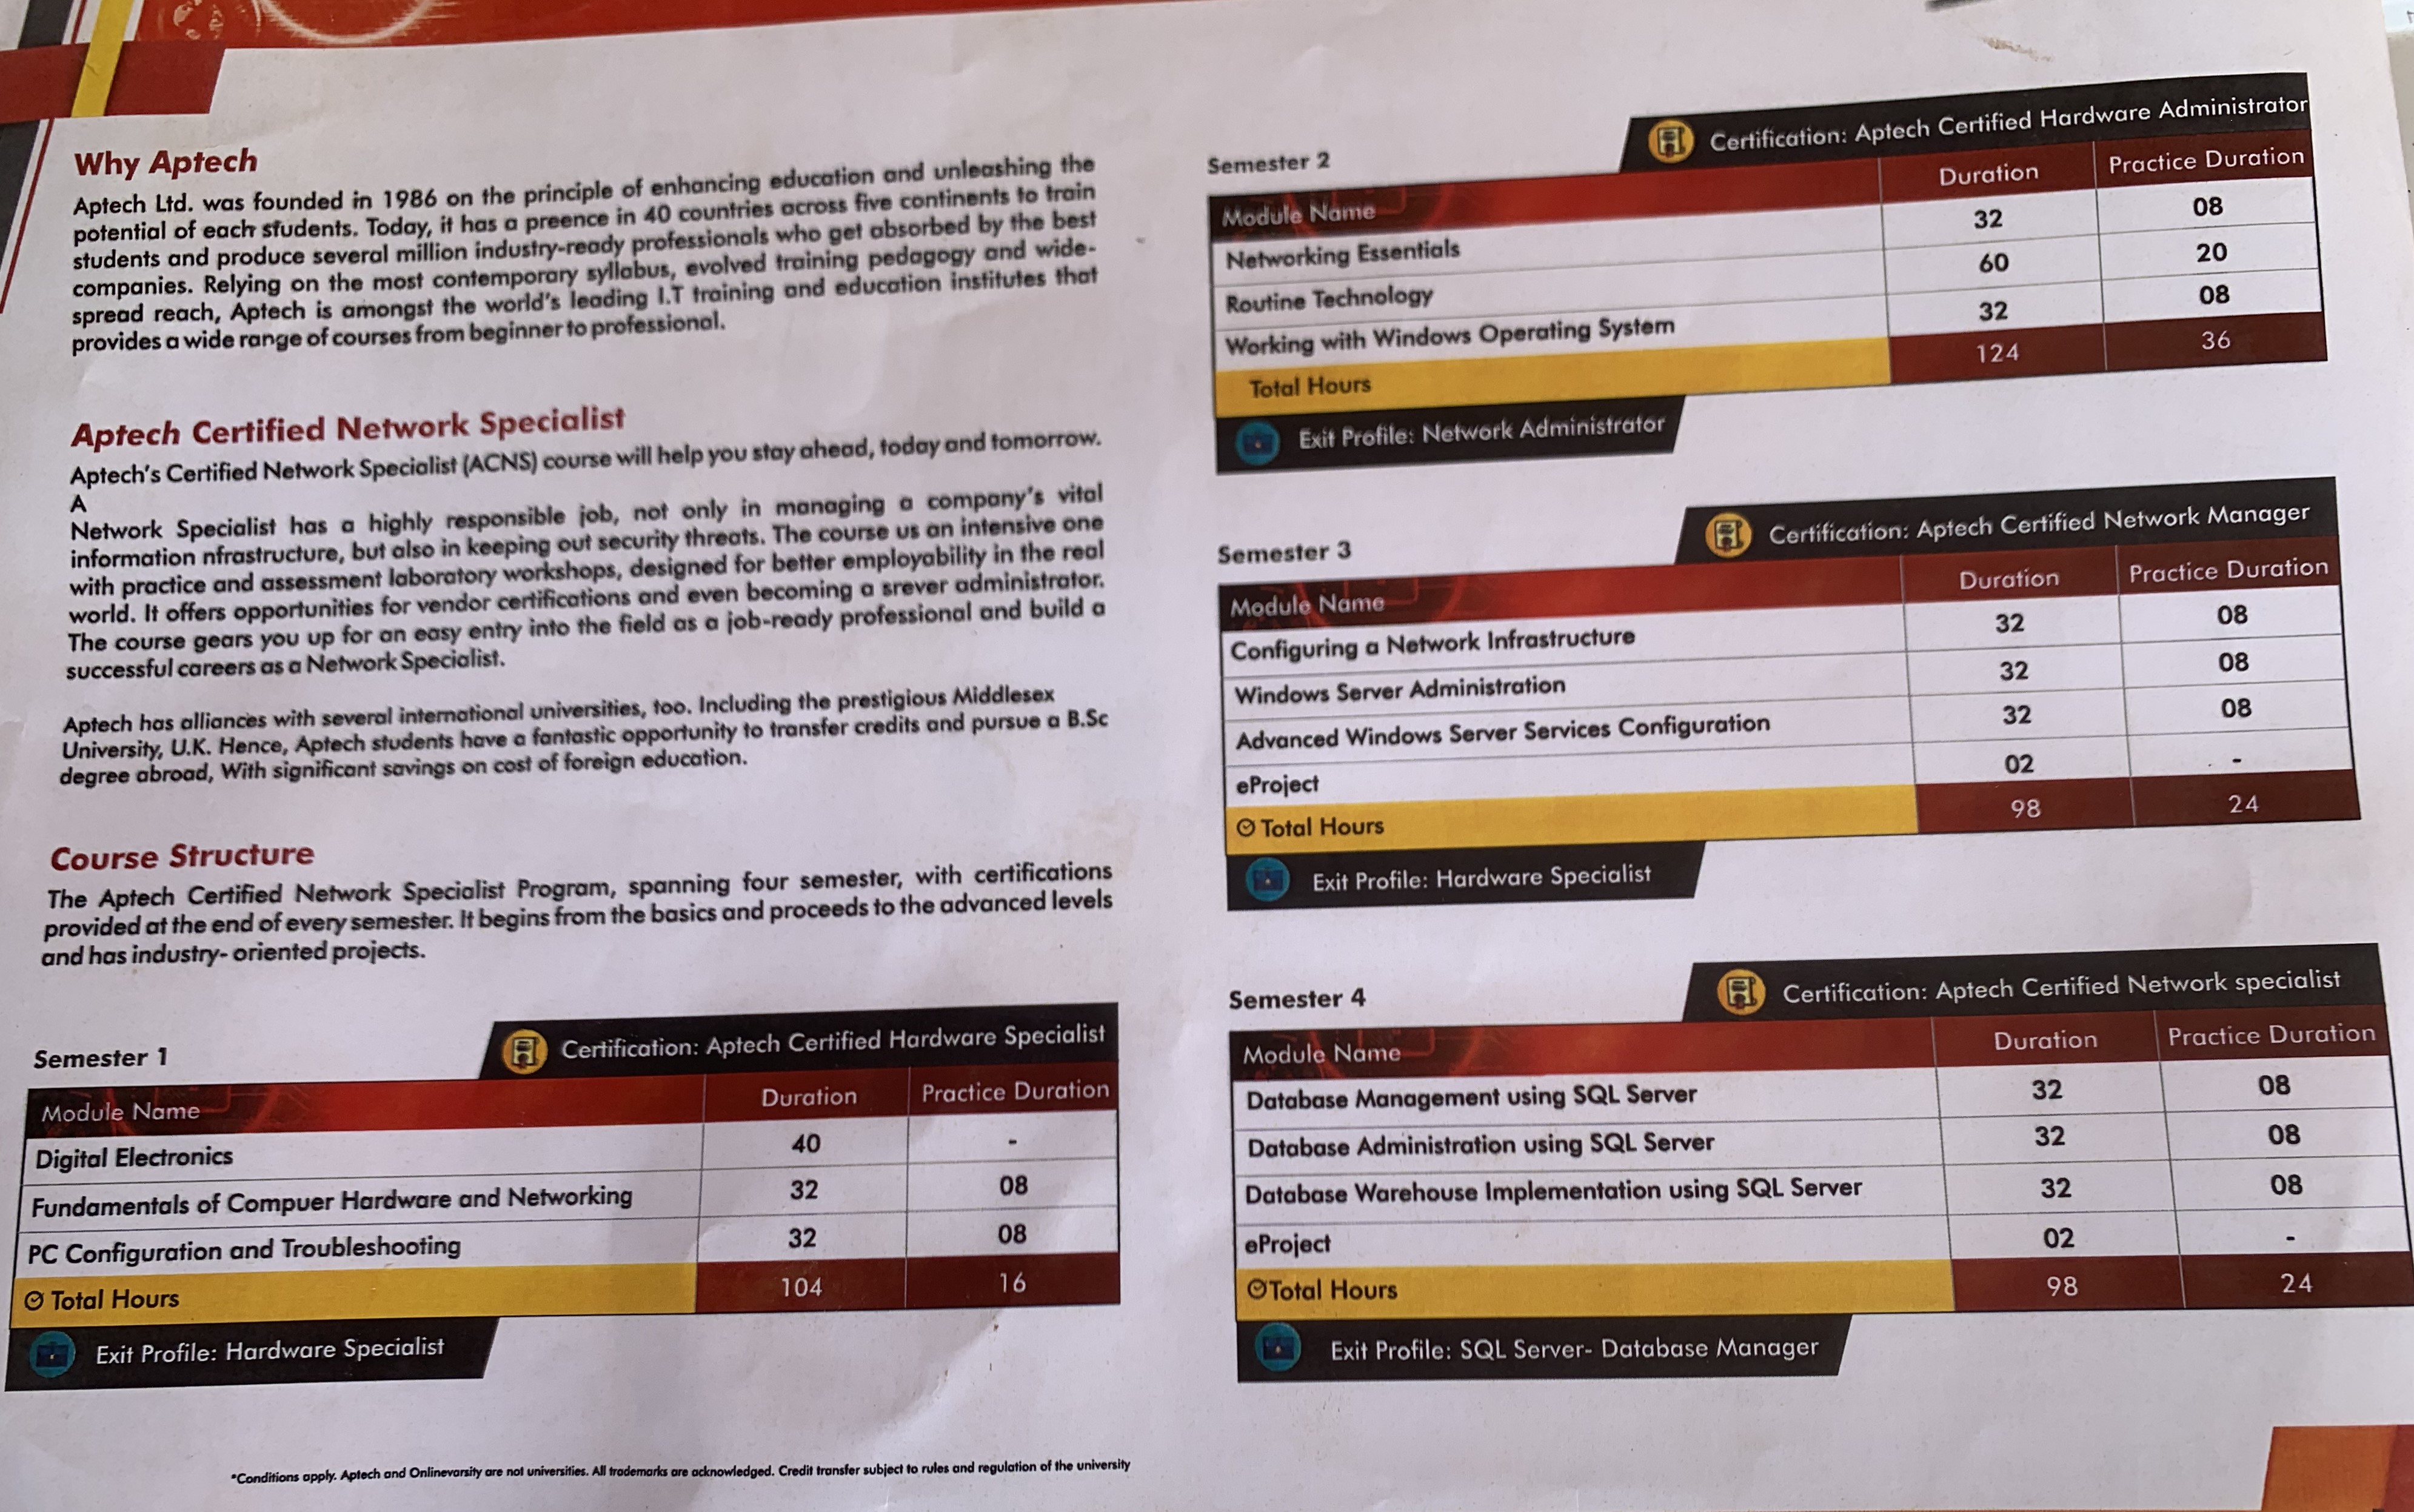 Why Aptech
Aptech Ltd. was founded in 1986 on the principle of enhancing education and unleashing the
potential of each students. Today, it has a preence in 40 countries across five continents to train
students and produce several million industry-ready professionals who get absorbed by the best
companies. Relying on the most contemporary syllabus, evolved training pedagogy and wide-
spread reach, Aptech is amongst the world's leading I.T training and education institutes that
provides a wide range of courses from beginner to professional.
Aptech Certified Network Specialist
Aptech's Certified Network Specialist (ACNS) course will help you stay ahead, today and tomorrow.
A
Network Specialist has a highly responsible job, not only in managing a company's vital
information nfrastructure, but also in keeping out security threats. The course us an intensive one
with practice and assessment laboratory workshops, designed for better employability in the real
world. It offers opportunities for vendor certifications and even becoming a srever administrator.
The course gears you up for an easy entry into the field as a job-ready professional and build a
successful careers as a Network Specialist.
Aptech has alliances with several international universities, too. Including the prestigious Middlesex
University, U.K. Hence, Aptech students have a fantastic opportunity to transfer credits and pursue a B.Sc
degree abroad, With significant savings on cost of foreign education.
Course Structure
The Aptech Certified Network Specialist Program, spanning four semester, with certifications
provided at the end of every semester. It begins from the basics and proceeds to the advanced levels
and has industry- oriented projects.
Semester 1
Certification: Aptech Certified Hardware Specialist
Module Name Duration Practice Duration
Digital Electronics 40 -
Fundamentals of Compuer Hardware and Networking 32 08
PC Configuration and Troubleshooting 32 08
Total Hours 104 16
Exit Profile: Hardware Specialist
Semester 2
Certification: Aptech Certified Hardware Administrator
Module Name Duration Practice Duration
Networking Essentials 32 08
Routine Technology 60 20
Working with Windows Operating System 32 08
Total Hours 124 36
Exit Profile: Network Administrator
Semester 3
Certification: Aptech Certified Network Manager
Module Name Duration Practice Duration
Configuring a Network Infrastructure 32 08
Windows Server Administration 32 08
Advanced Windows Server Services Configuration 32 08
eProject 02 -
Total Hours 98 24
Exit Profile: Hardware Specialist
Semester 4
Certification: Aptech Certified Network specialist
Module Name Duration Practice Duration
Database Management using SQL Server 32 08
Database Administration using SQL Server 32 08
Database Warehouse Implementation using SQL Server 32 08
eProject 02 -
Total Hours 98 24
Exit Profile: SQL Server- Database Manager
*Conditions apply. Aptech and Onlinevarsity are not universities. All trademarks are acknowledged. Credit transfer subject to rules and regulation of the university